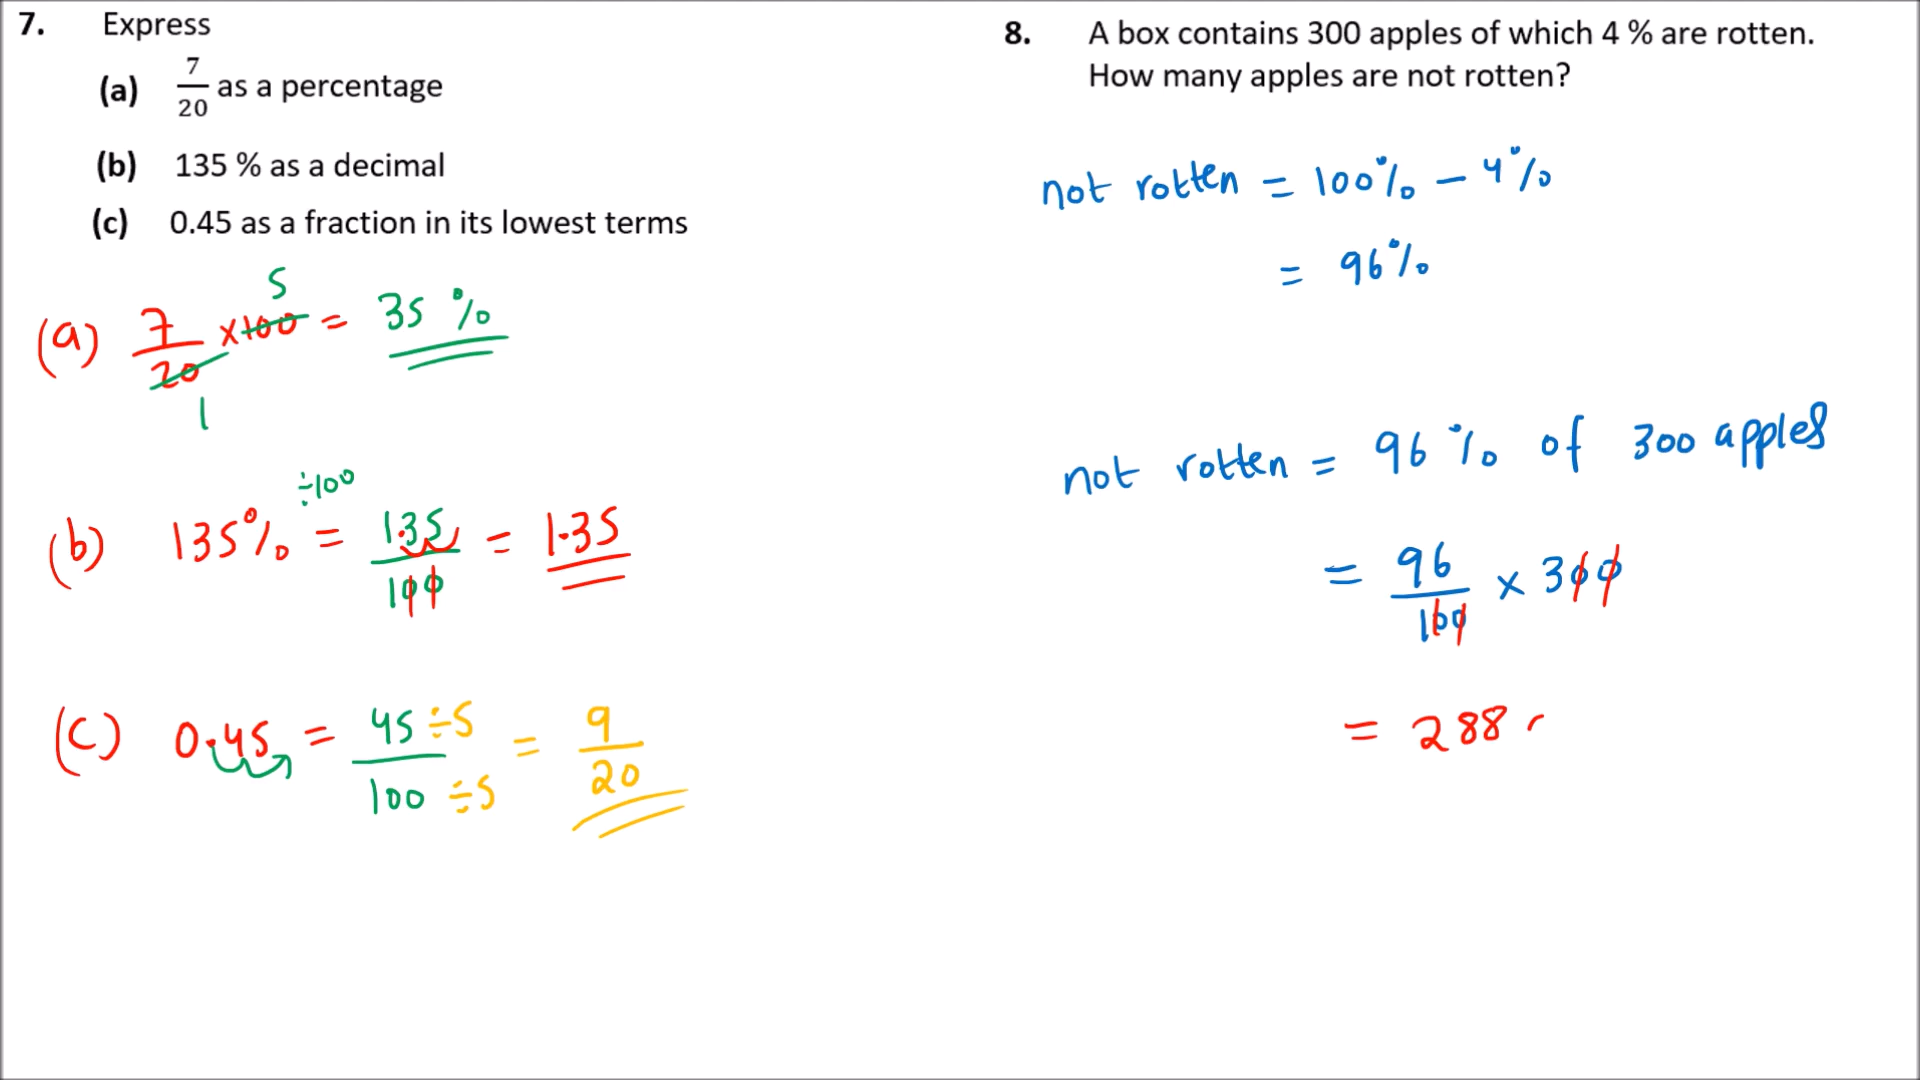 7. Express
(a) 7/20 as a percentage
(b) 135 % as a decimal
(c) 0.45 as a fraction in its lowest terms
(a) 7/20 × 100 = 35 %
5
1
÷100
(b) 135% = 1.35/100 = 1.35
(c) 0.45 = 45 ÷5 / 100 ÷5 = 9/20
8. A box contains 300 apples of which 4 % are rotten.
How many apples are not rotten?
not rotten = 100% - 4%
= 96%
not rotten = 96% of 300 apples
= 96/100 × 300
= 288